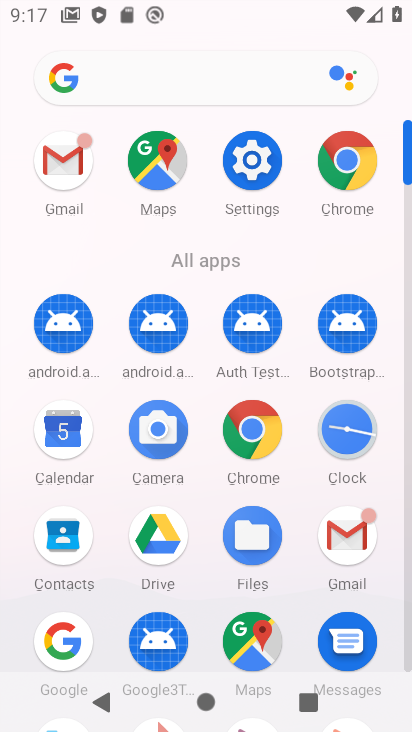 9:17
G
Gmail Maps Settings Chrome
All apps
android.a... android.a... Auth Test... Bootstrap...
5
Calendar Camera Chrome Clock
Contacts Drive Files Gmail
G G
Google Google3T... Maps Messages